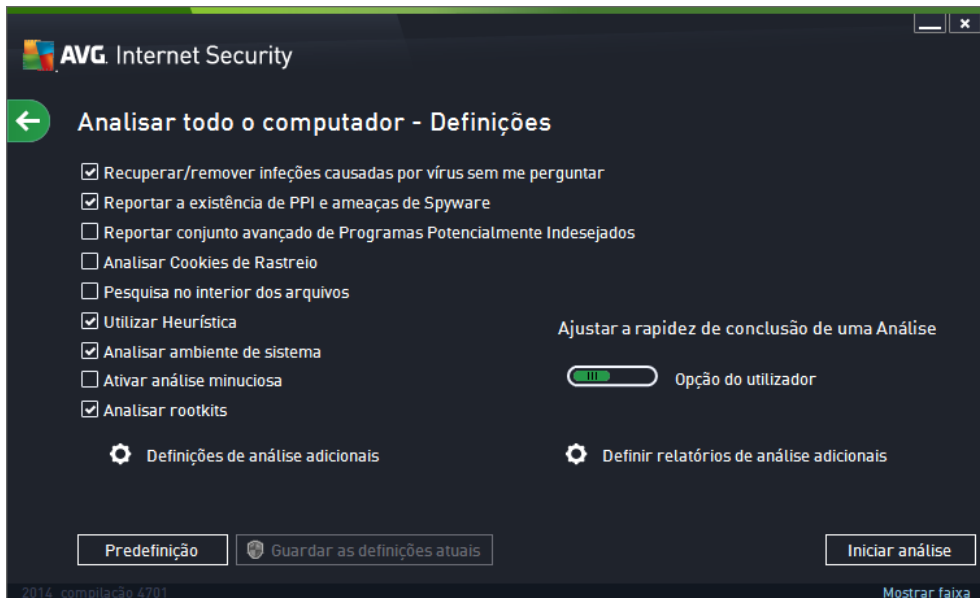 AVG. Internet Security
Analisar todo o computador - Definições
Recuperar/remover infeções causadas por vírus sem me perguntar
Reportar a existência de PPI e ameaças de Spyware
Reportar conjunto avançado de Programas Potencialmente Indesejados
Analisar Cookies de Rastreio
Pesquisa no interior dos arquivos
Utilizar Heurística
Analisar ambiente de sistema
Ativar análise minuciosa
Analisar rootkits
Ajustar a rapidez de conclusão de uma Análise
Opção do utilizador
Definições de análise adicionais
Definir relatórios de análise adicionais
Predefinição
Guardar as definições atuais
Iniciar análise
2014 compilação 4701
Mostrar faixa